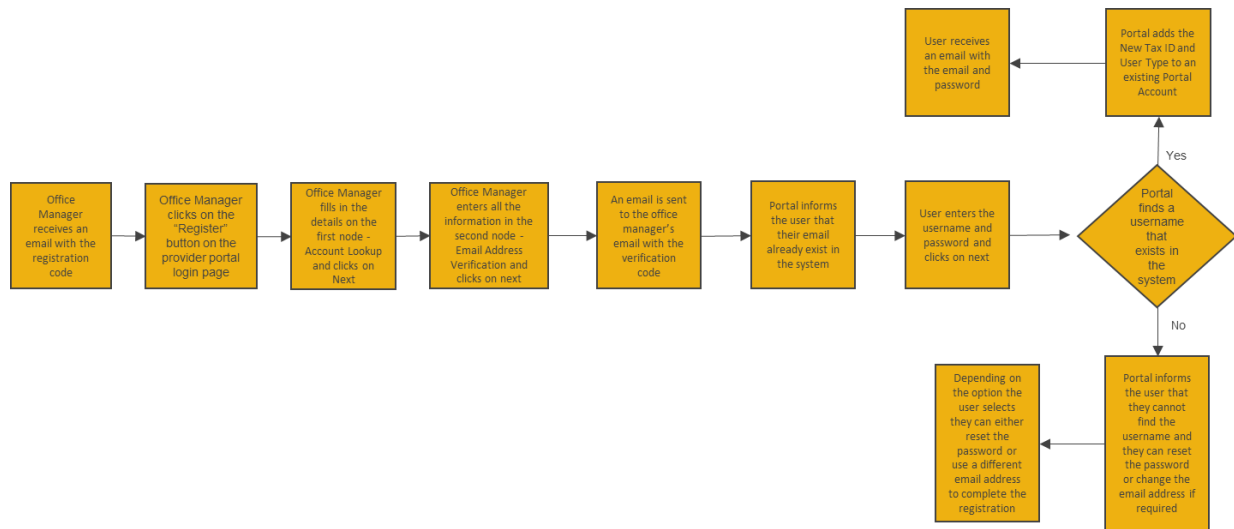 User receives
an email with
the email and
password
Portal adds the
New Tax ID and
User Type to an
existing Portal
Account
Yes
Office
Manager
receives an
email with the
registration
code
Office Manager
clicks on the
“Register”
button on the
provider portal
login page
Office Manager
fills in the
details on the
first node -
Account Lookup
and clicks on
Next
Office Manager
enters all the
information in the
second node -
Email Address
Verification and
clicks on next
An email is sent
to the office
manager’s
email with the
verification
code
Portal informs
the user that
their email
already exist in
the system
User enters the
username and
password and
clicks on next
Portal
finds a
username
that
exists in
the
system
No
Depending on
the option the
user selects
they can either
reset the
password or
use a different
email address
to complete the
registration
Portal informs
the user that
they cannot
find the
username and
they can reset
the password
or change the
email address if
required